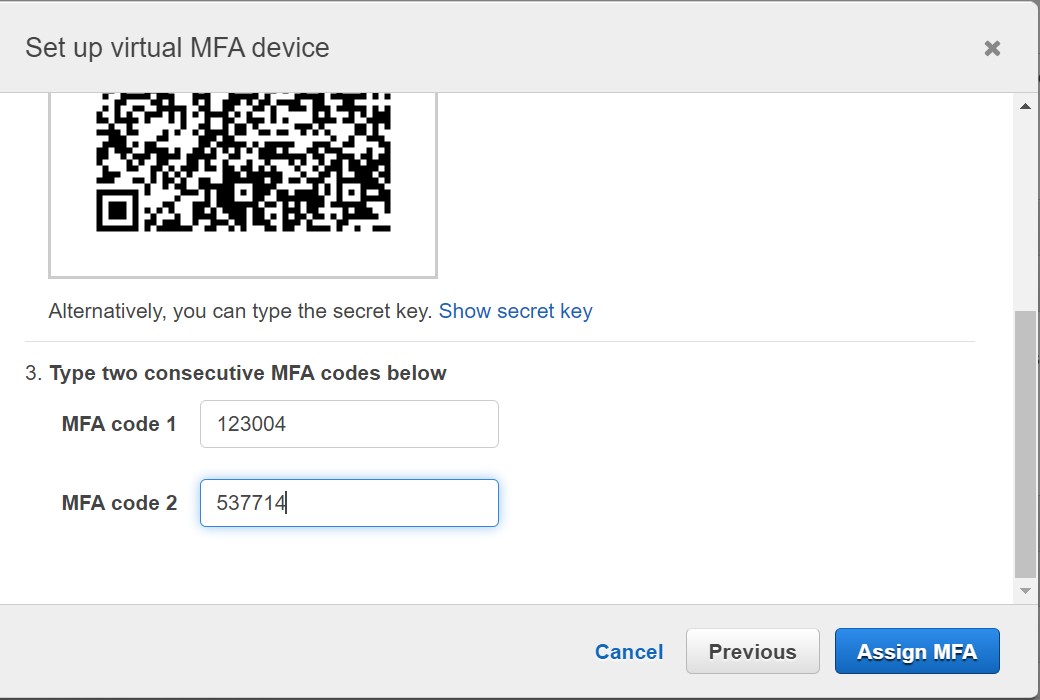 Set up virtual MFA device
Alternatively, you can type the secret key. Show secret key
3. Type two consecutive MFA codes below
MFA code 1 123004
MFA code 2 537714
Cancel Previous Assign MFA